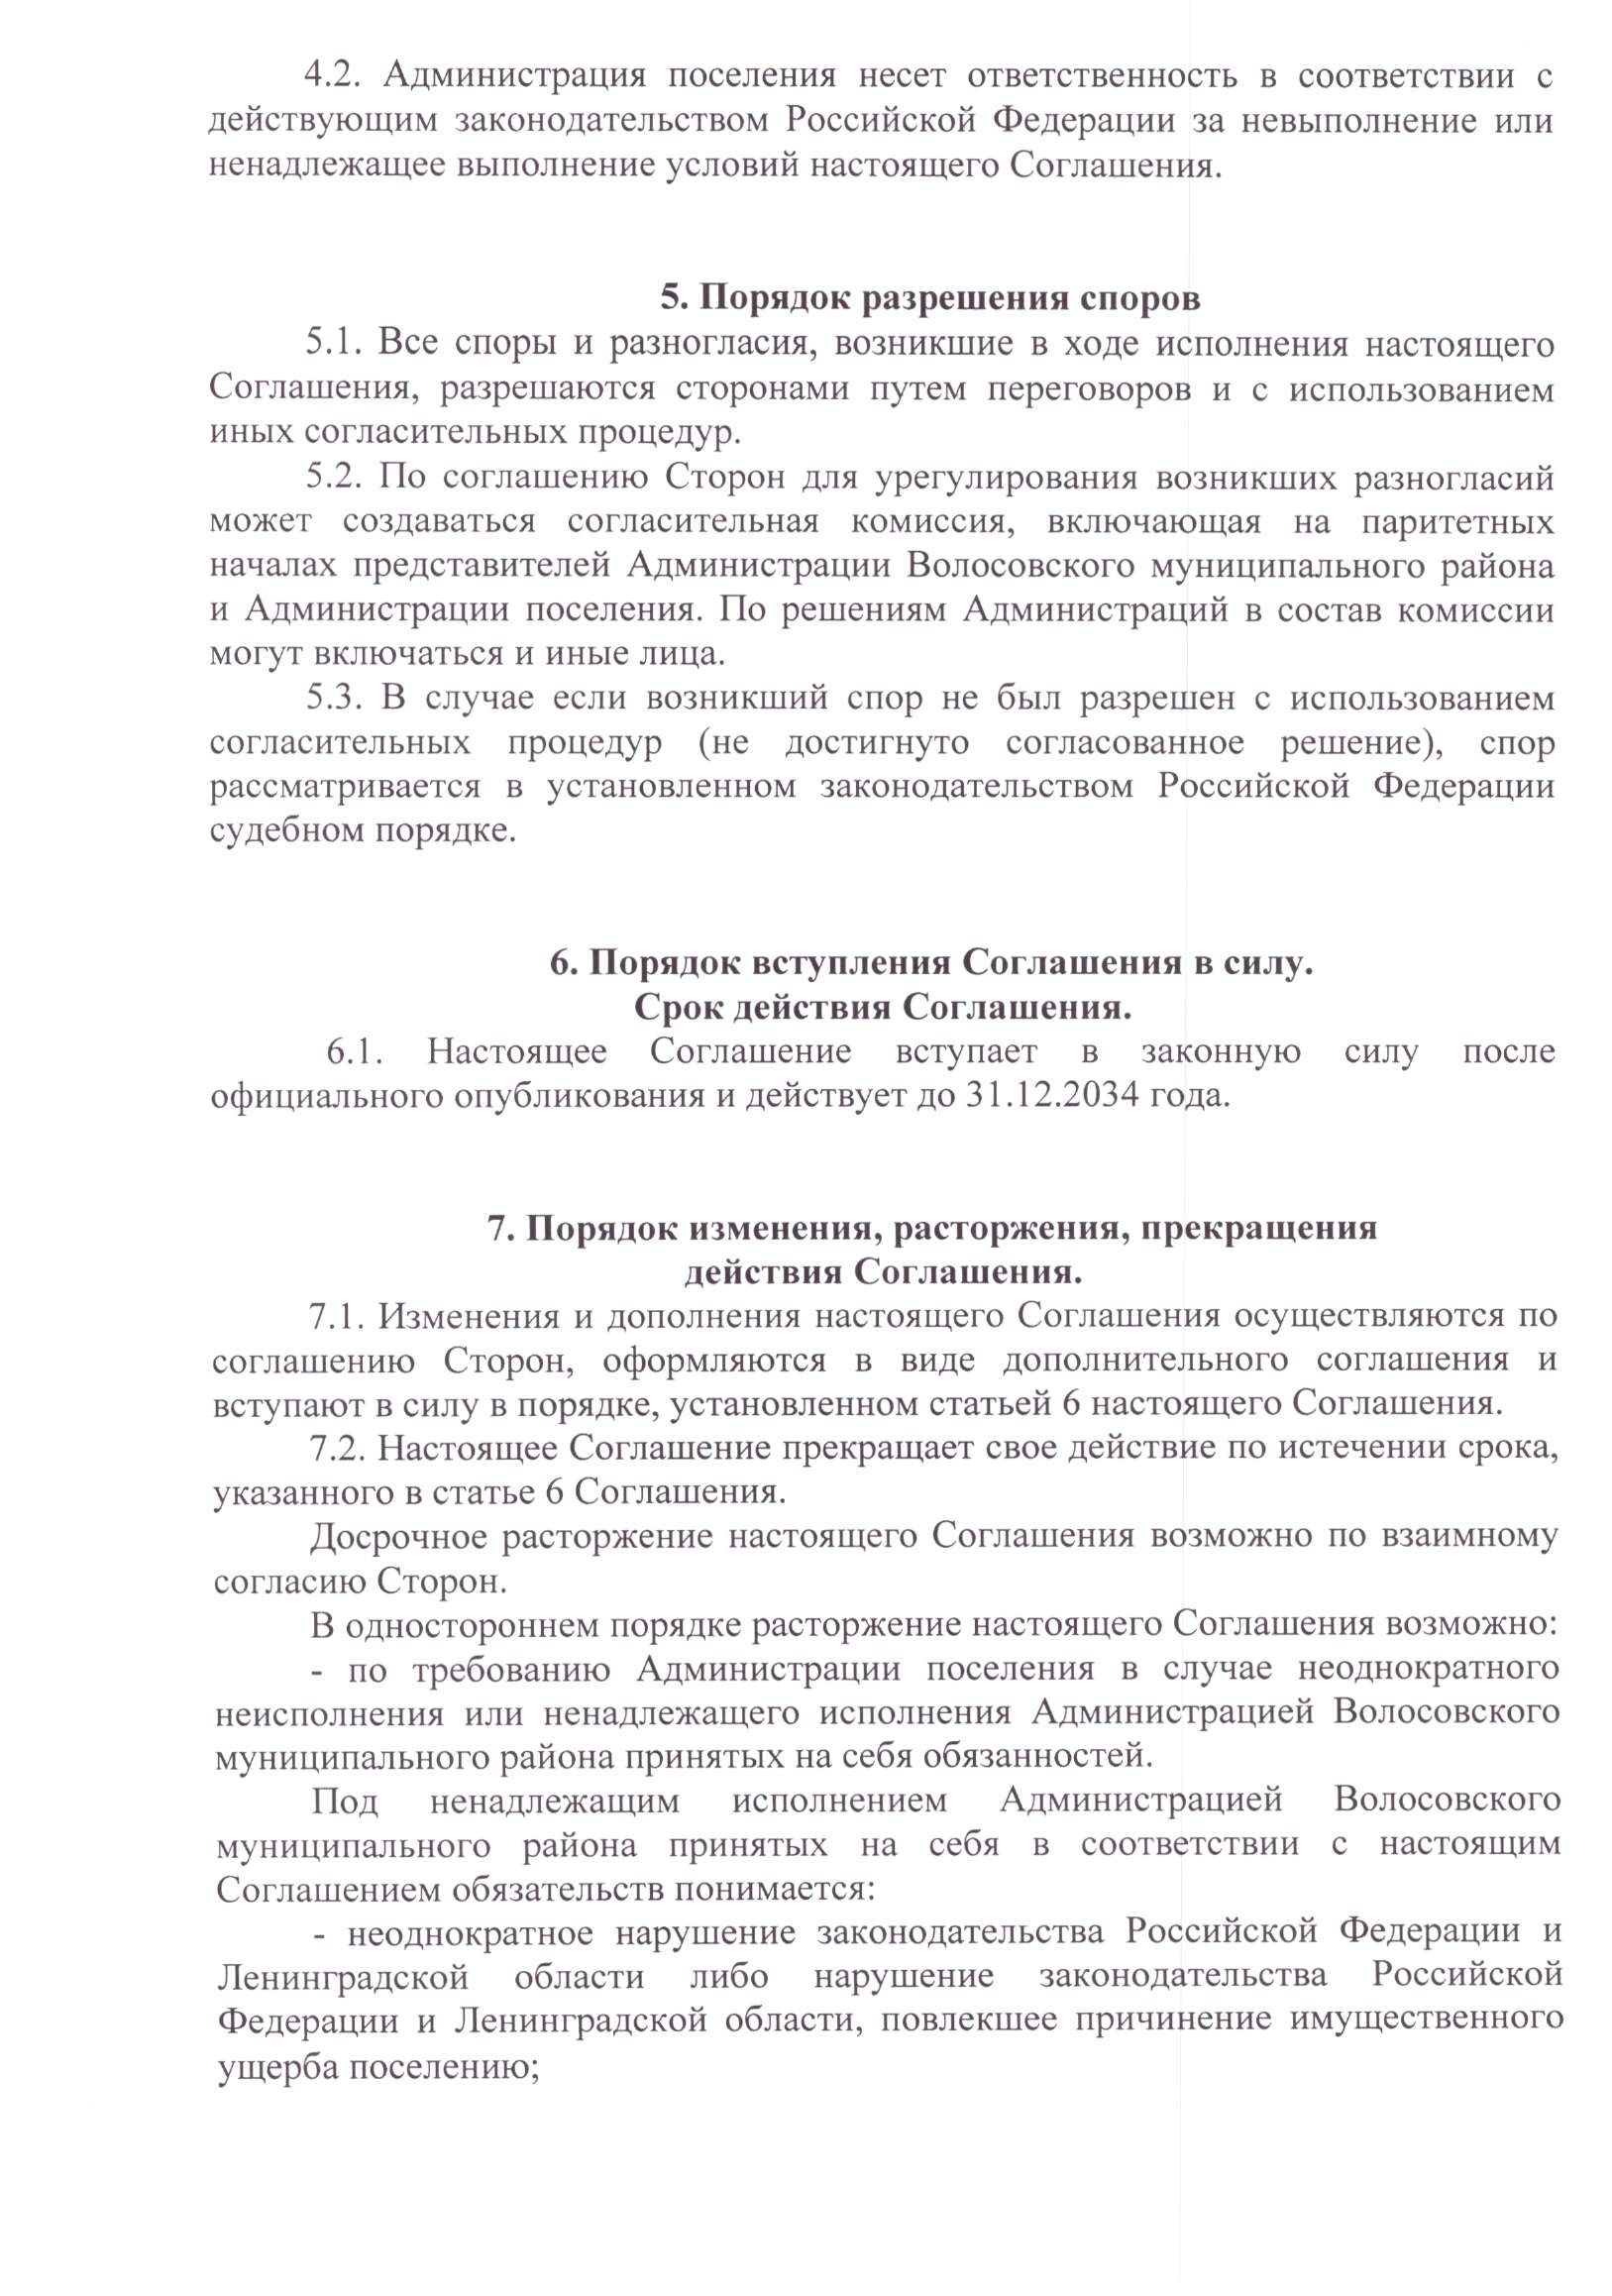 4.2. Администрация поселения несет ответственность в соответствии с
действующим законодательством Российской Федерации за невыполнение или
ненадлежащее выполнение условий настоящего Соглашения.
5. Порядок разрешения споров
5.1. Все споры и разногласия, возникшие в ходе исполнения настоящего
Соглашения, разрешаются сторонами путем переговоров и с использованием
иных согласительных процедур.
5.2. По соглашению Сторон для урегулирования возникших разногласий
может создаваться согласительная комиссия, включающая на паритетных
началах представителей Администрации Волосовского муниципального района
и Администрации поселения. По решениям Администраций в состав комиссии
могут включаться и иные лица.
5.3. В случае если возникший спор не был разрешен с использованием
согласительных процедур (не достигнуто согласованное решение), спор
рассматривается в установленном законодательством Российской Федерации
судебном порядке.
6. Порядок вступления Соглашения в силу.
Срок действия Соглашения.
6.1. Настоящее Соглашение вступает в законную силу после
официального опубликования и действует до 31.12.2034 года.
7. Порядок изменения, расторжения, прекращения
действия Соглашения.
7.1. Изменения и дополнения настоящего Соглашения осуществляются по
соглашению Сторон, оформляются в виде дополнительного соглашения и
вступают в силу в порядке, установленном статьей 6 настоящего Соглашения.
7.2. Настоящее Соглашение прекращает свое действие по истечении срока,
указанного в статье 6 Соглашения.
Досрочное расторжение настоящего Соглашения возможно по взаимному
согласию Сторон.
В одностороннем порядке расторжение настоящего Соглашения возможно:
- по требованию Администрации поселения в случае неоднократного
неисполнения или ненадлежащего исполнения Администрацией Волосовского
муниципального района принятых на себя обязанностей.
Под ненадлежащим исполнением Администрацией Волосовского
муниципального района принятых на себя в соответствии с настоящим
Соглашением обязательств понимается:
- неоднократное нарушение законодательства Российской Федерации и
Ленинградской области либо нарушение законодательства Российской
Федерации и Ленинградской области, повлекшее причинение имущественного
ущерба поселению;